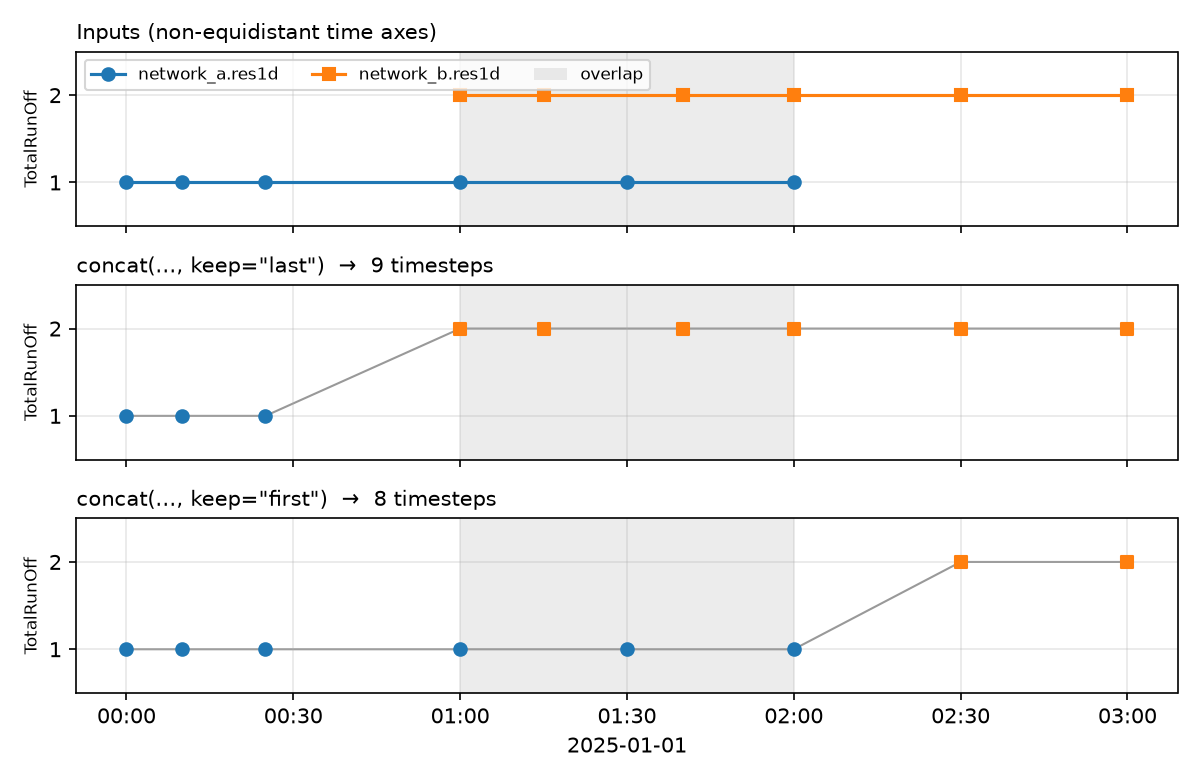 Inputs (non-equidistant time axes)
network_a.res1d network_b.res1d overlap
TotalRunOff
2
1
concat(..., keep="last") → 9 timesteps
TotalRunOff
2
1
concat(..., keep="first") → 8 timesteps
TotalRunOff
2
1
00:00 00:30 01:00 01:30 02:00 02:30 03:00
2025-01-01